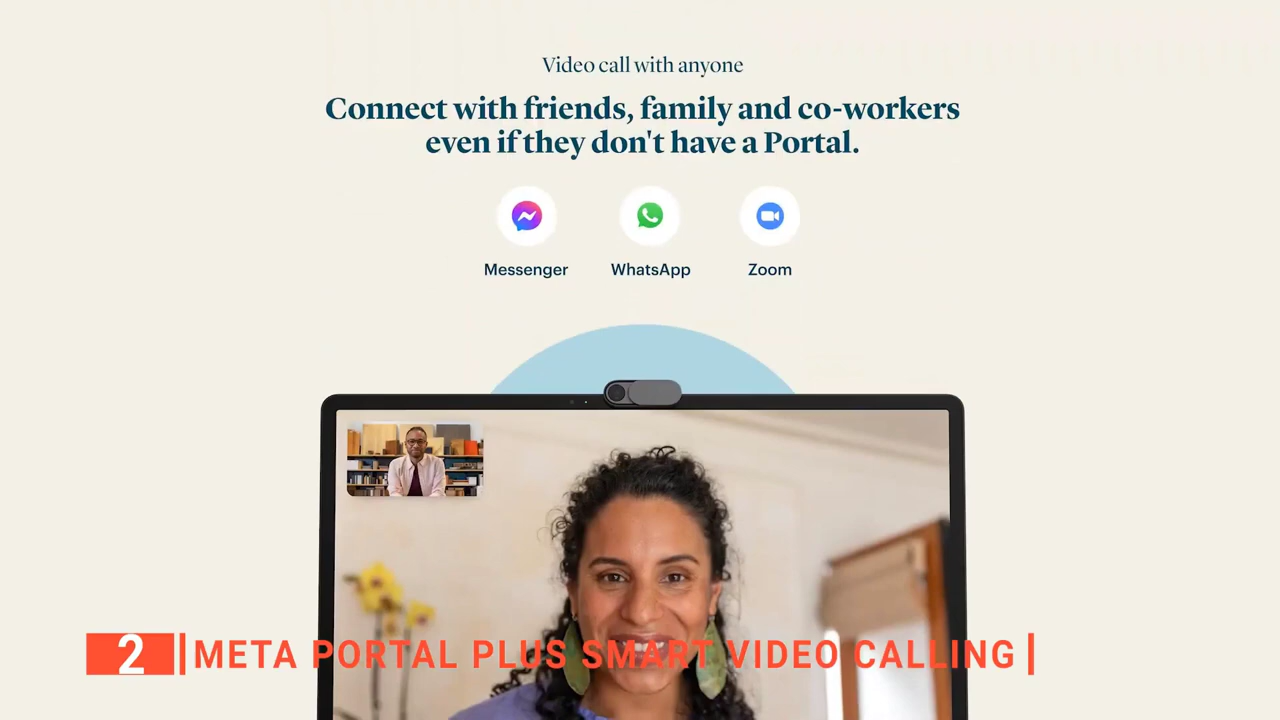 Video call with anyone
Connect with friends, family and co-workers
even if they don't have a Portal.
Messenger
WhatsApp
Zoom
2
META PORTAL PLUS SMART VIDEO CALLING